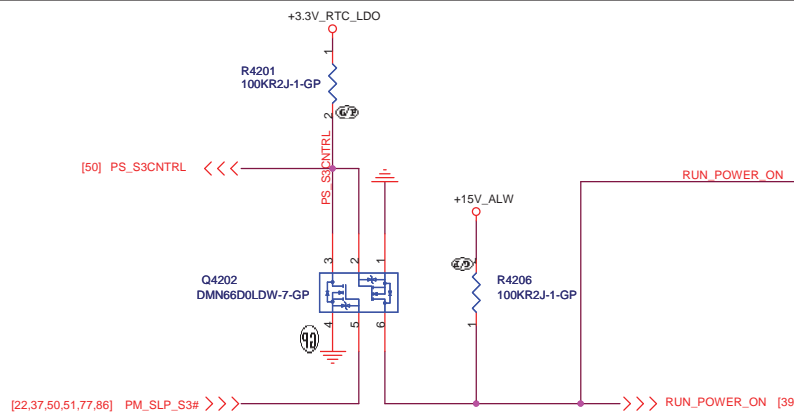 +3.3V_RTC_LDO
1
R4201
100KR2J-1-GP
2
G/P
[50] PS_S3CNTRL
PS_S3CNTRL
RUN_POWER_ON
+15V_ALW
3 2 1
Q4202
DMN66D0LDW-7-GP
R4206
100KR2J-1-GP
1
4 5 6
GP
[22,37,50,51,77,86] PM_SLP_S3#
RUN_POWER_ON [39